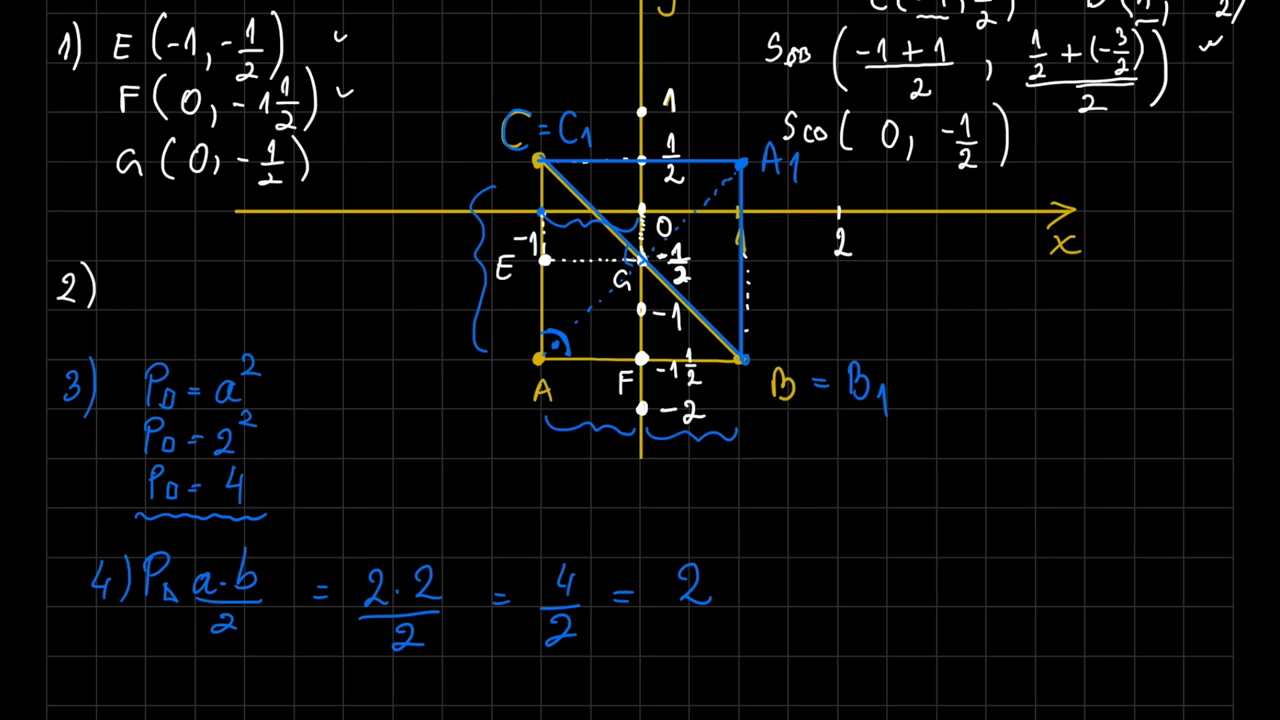 y
1) E (-1, -1/2) ✓
F (0, -1 1/2) ✓
G (0, -1/2)
S ( (-1 + 1)/2 , (1/2 + (-3/2))/2 ) ✓
S ( 0, -1/2 )
C = C₁
A₁
1
1/2
0
-1
2
x
E
G
-1/2
-1
A
F
-1 1/2
B = B₁
-2
2)
3) P□ = a²
P□ = 2²
P□ = 4
4) P△ a·b/2 = 2·2/2 = 4/2 = 2